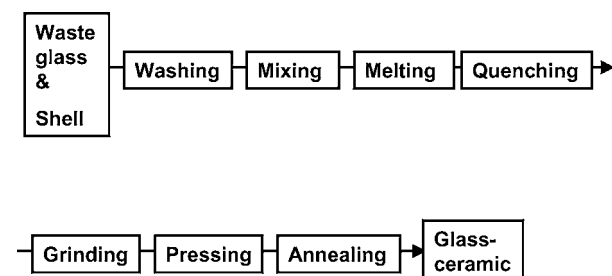 Waste
glass
&
Shell
Washing
Mixing
Melting
Quenching
Grinding
Pressing
Annealing
Glass-
ceramic